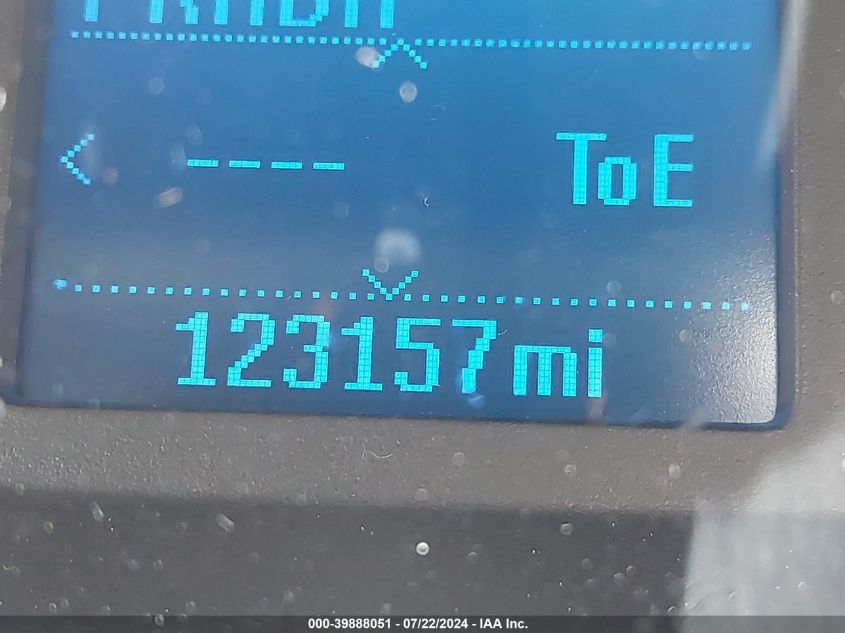 < ---- ToE
123157mi
000-39888051 - 07/22/2024 - IAA Inc.